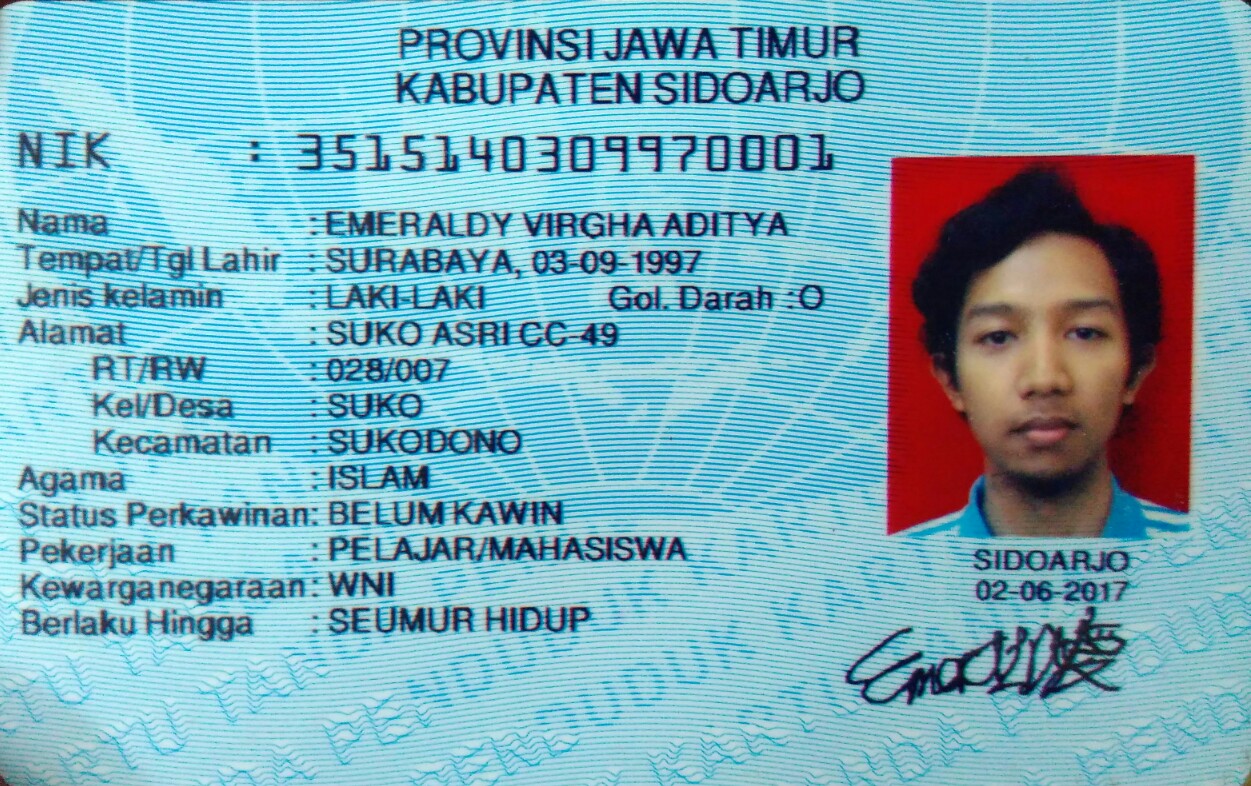 PROVINSI JAWA TIMUR
KABUPATEN SIDOARJO
NIK : 3515140309970001
Nama : EMERALDY VIRGHA ADITYA
Tempat/Tgl Lahir : SURABAYA, 03-09-1997
Jenis kelamin : LAKI-LAKI Gol. Darah : O
Alamat : SUKO ASRI CC-49
RT/RW : 028/007
Kel/Desa : SUKO
Kecamatan : SUKODONO
Agama : ISLAM
Status Perkawinan: BELUM KAWIN
Pekerjaan : PELAJAR/MAHASISWA
Kewarganegaraan: WNI
Berlaku Hingga : SEUMUR HIDUP
SIDOARJO
02-06-2017